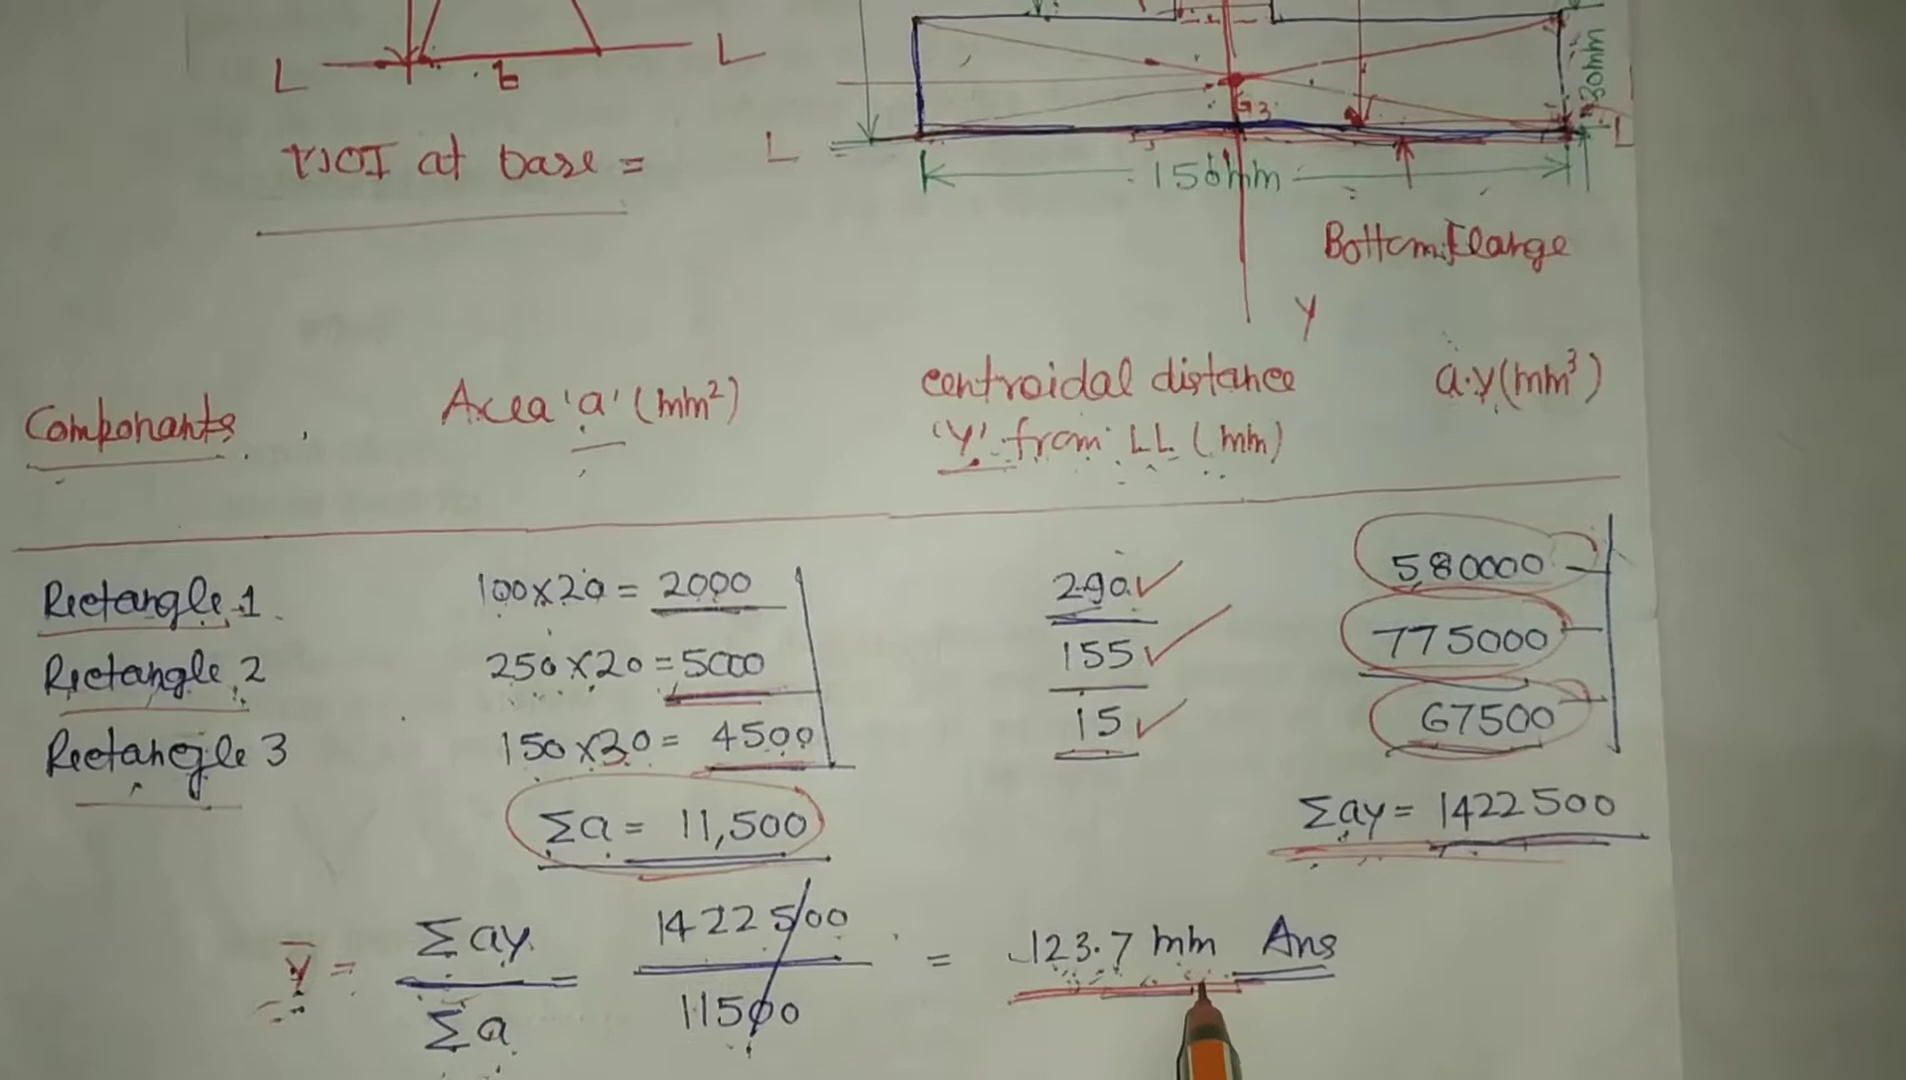 L b L
MOI at base =
L 150mm L
30mm
G3
Bottom Flange
Y
Componants Area 'a' (mm²) centroidal distance 'y' from LL (mm) a.y(mm³)
Rectangle 1 100x20 = 2000 290 580000
Rectangle 2 250x20 = 5000 155 775000
Rectangle 3 150x30 = 4500 15 67500
Σa = 11,500 Σay = 1422500
ȳ = Σay / Σa = 1422500 / 11500 = 123.7 mm Ans